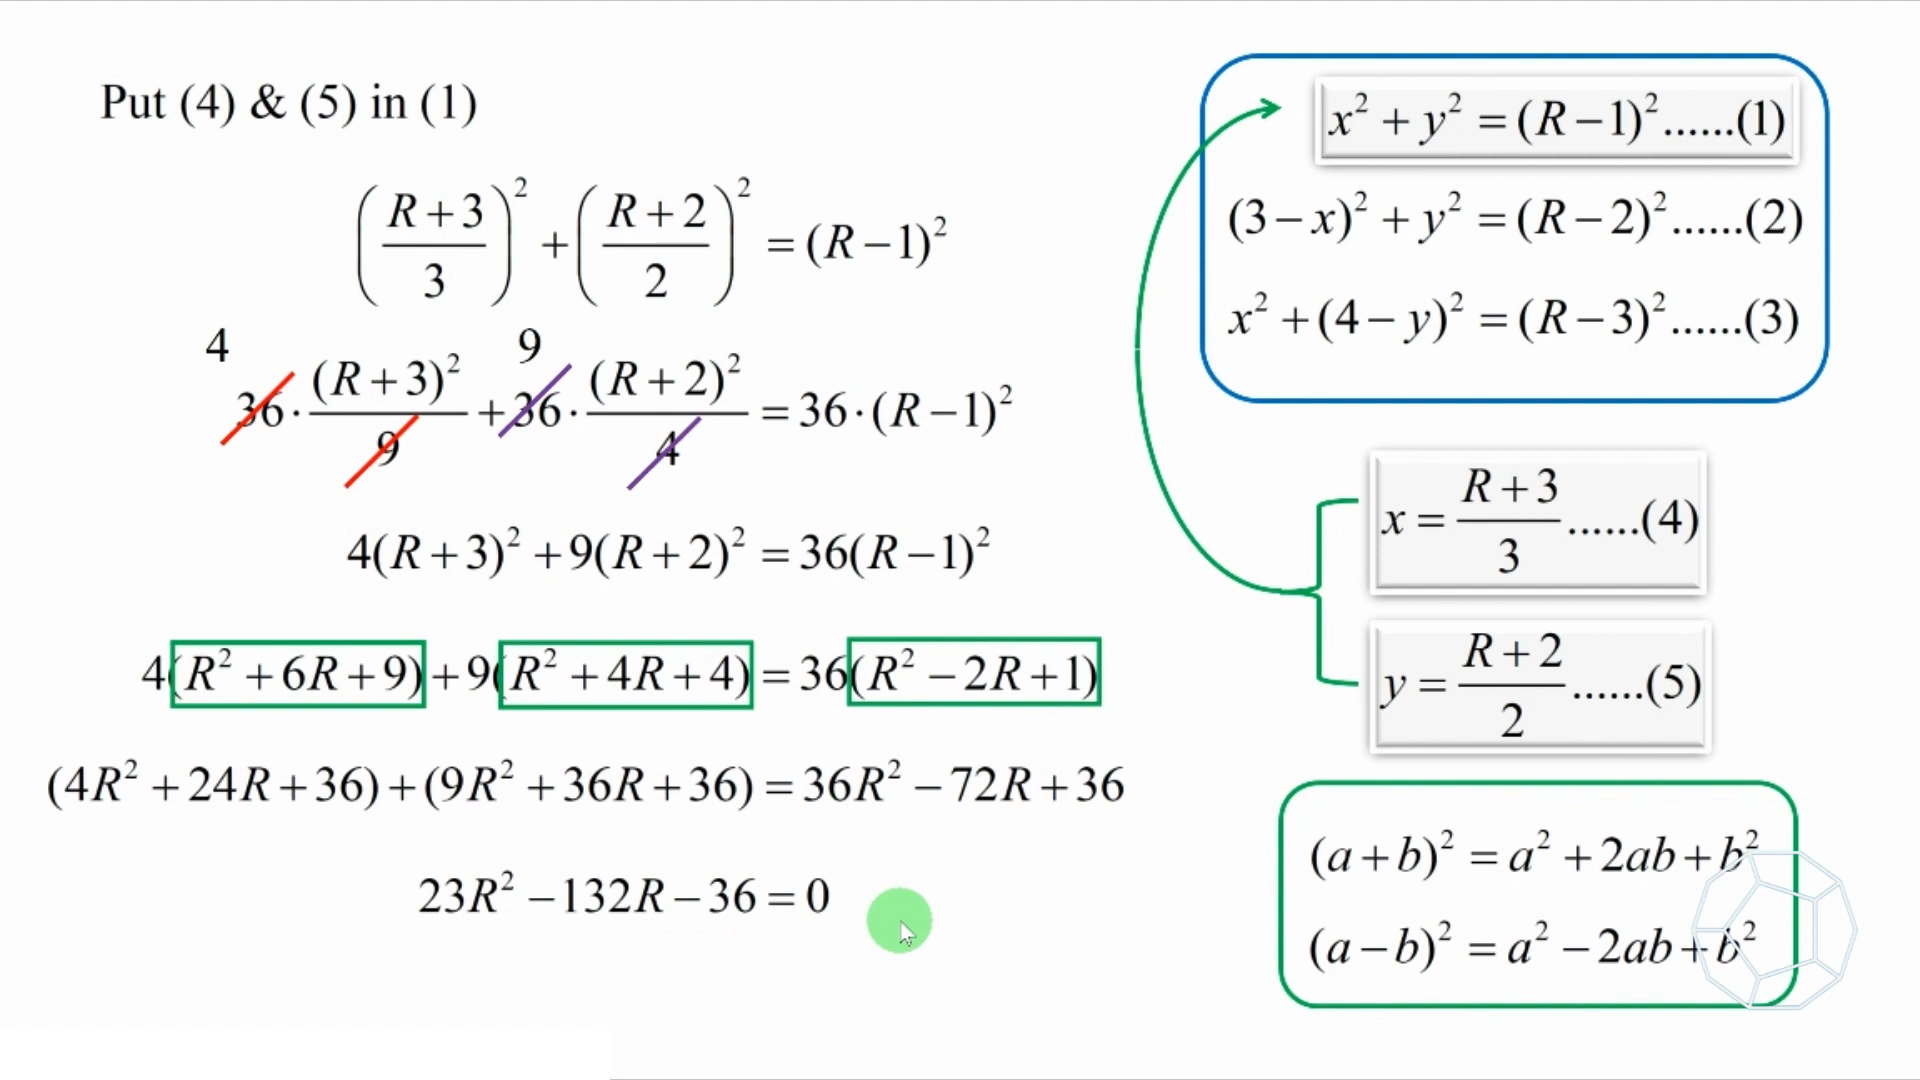 Put (4) & (5) in (1)
((R+3)/3)² + ((R+2)/2)² = (R−1)²
4 9
36·(R+3)²/9 + 36·(R+2)²/4 = 36·(R−1)²
4(R+3)² + 9(R+2)² = 36(R−1)²
4(R² + 6R + 9) + 9(R² + 4R + 4) = 36(R² − 2R + 1)
(4R² + 24R + 36) + (9R² + 36R + 36) = 36R² − 72R + 36
23R² − 132R − 36 = 0
x² + y² = (R−1)²......(1)
(3−x)² + y² = (R−2)²......(2)
x² + (4−y)² = (R−3)²......(3)
x = (R+3)/3 ......(4)
y = (R+2)/2 ......(5)
(a+b)² = a² + 2ab + b²
(a−b)² = a² − 2ab + b²